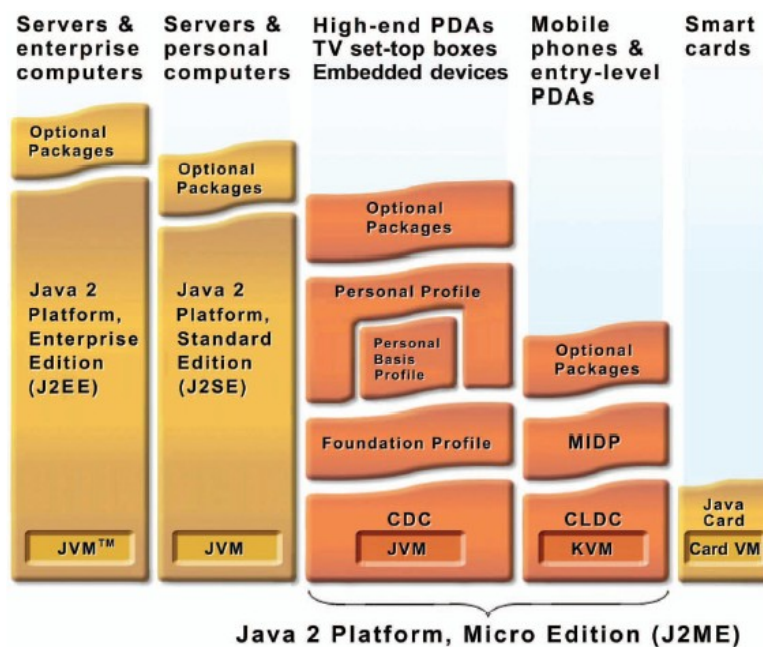 Servers &
enterprise
computers
Servers &
personal
computers
High-end PDAs
TV set-top boxes
Embedded devices
Mobile
phones &
entry-level
PDAs
Smart
cards
Optional
Packages
Java 2
Platform,
Enterprise
Edition
(J2EE)
JVM™
Optional
Packages
Java 2
Platform,
Standard
Edition
(J2SE)
JVM
Optional
Packages
Personal Profile
Personal
Basis
Profile
Foundation Profile
CDC
JVM
Optional
Packages
MIDP
CLDC
KVM
Java
Card
Card VM
Java 2 Platform, Micro Edition (J2ME)